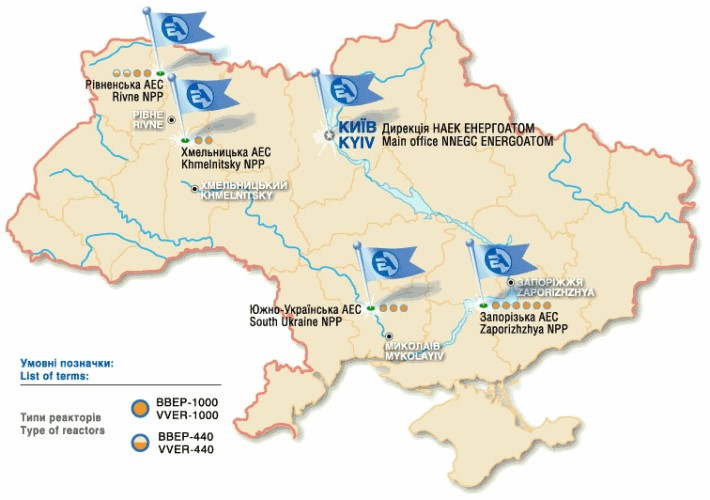 Рівненська АЕС
Rivne NPP
РІВНЕ
RIVNE
КИЇВ
KYIV
Дирекція НАЕК ЕНЕРГОАТОМ
Main office NNEGC ENERGOATOM
Хмельницька АЕС
Khmelnitsky NPP
ХМЕЛЬНИЦЬКИЙ
KHMELNITSKY
ЗАПОРІЖЖЯ
ZAPORIZHZHYA
Южно-Українська АЕС
South Ukraine NPP
Запорізька АЕС
Zaporizhzhya NPP
МИКОЛАЇВ
MYKOLAYIV
Умовні позначки:
List of terms:
Типи реакторів
Type of reactors
ВВЕР-1000
VVER-1000
ВВЕР-440
VVER-440